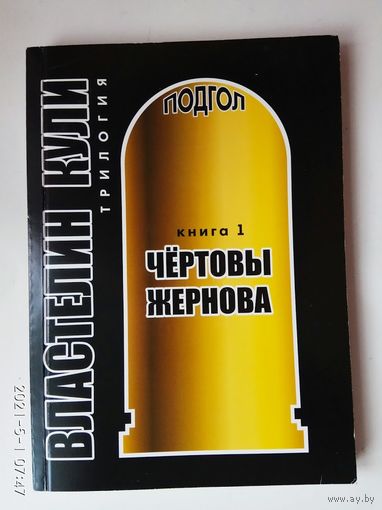 ВЛАСТЕЛИН КУЛИ
ТРИЛОГИЯ
ПОДГОЛ
книга 1
ЧЁРТОВЫ
ЖЕРНОВА
2021-5-1 07:47
www.ay.by